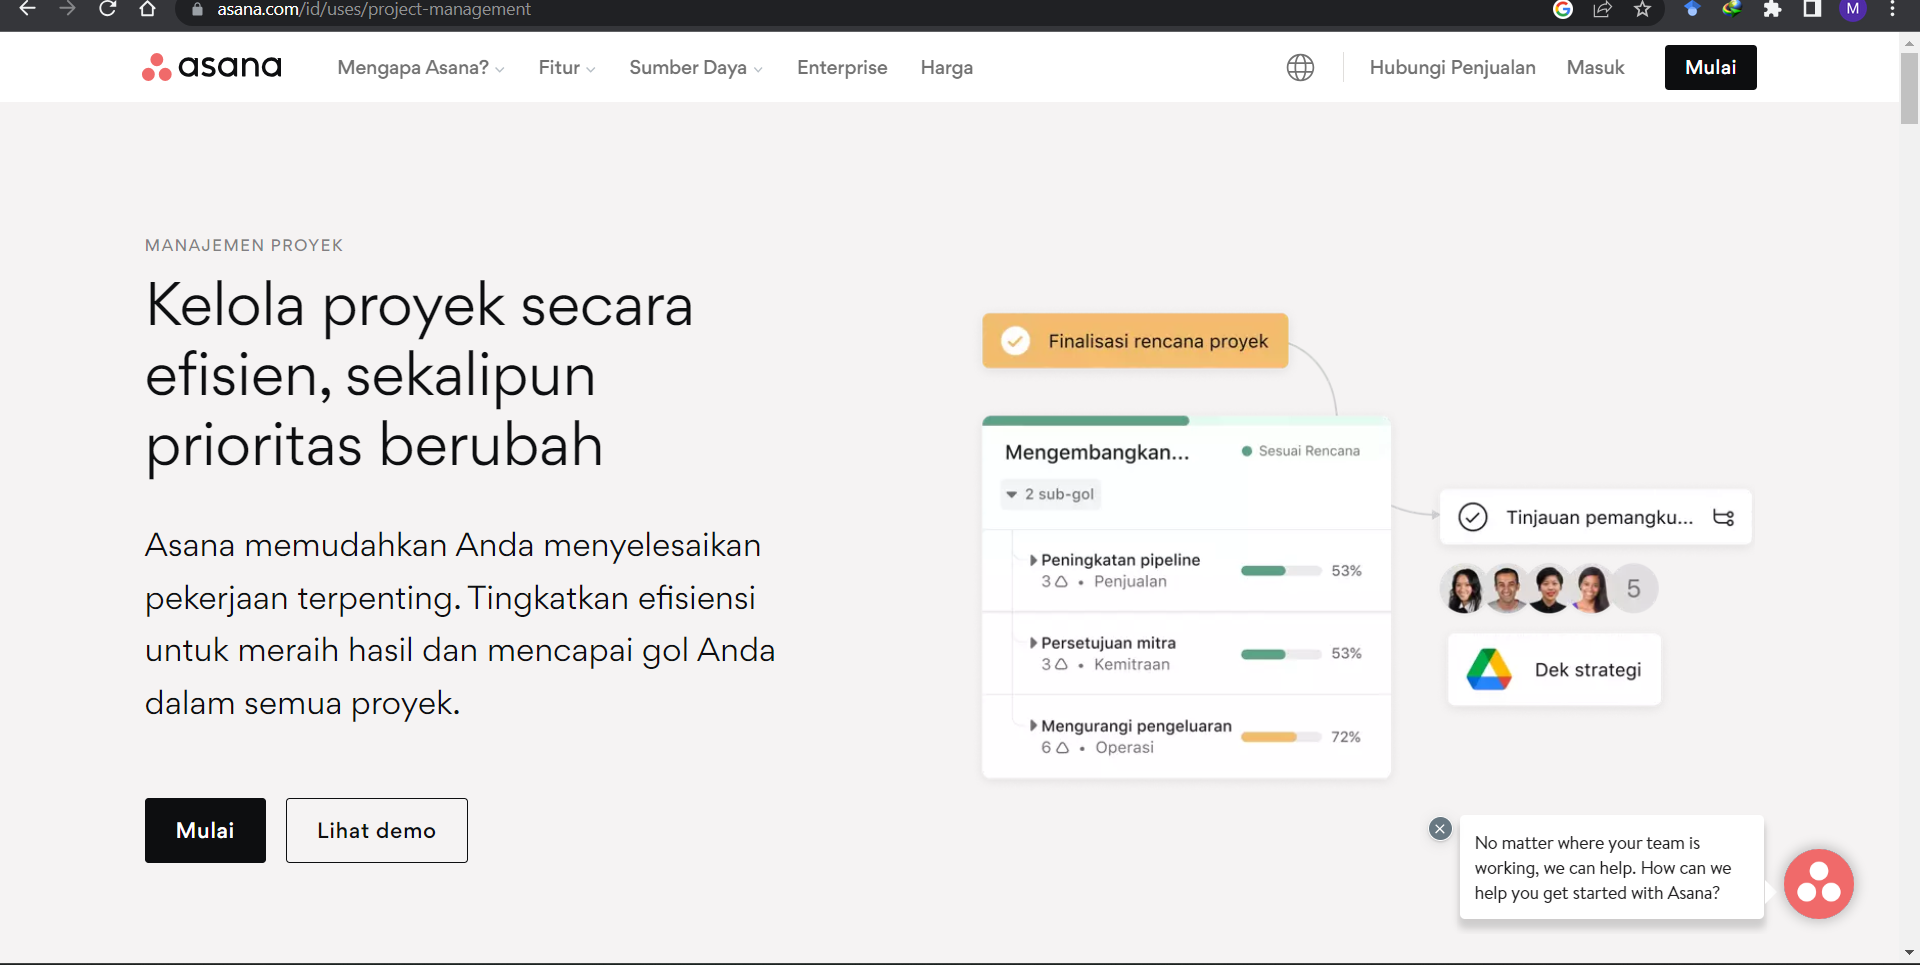 asana.com/id/uses/project-management
M
asana
Mengapa Asana?
Fitur
Sumber Daya
Enterprise
Harga
Hubungi Penjualan
Masuk
Mulai
MANAJEMEN PROYEK
Kelola proyek secara
efisien, sekalipun
prioritas berubah
Asana memudahkan Anda menyelesaikan
pekerjaan terpenting. Tingkatkan efisiensi
untuk meraih hasil dan mencapai gol Anda
dalam semua proyek.
Mulai
Lihat demo
Finalisasi rencana proyek
Mengembangkan...
Sesuai Rencana
2 sub-gol
Peningkatan pipeline
3 • Penjualan
53%
Persetujuan mitra
3 • Kemitraan
53%
Mengurangi pengeluaran
6 • Operasi
72%
Tinjauan pemangku...
5
Dek strategi
No matter where your team is
working, we can help. How can we
help you get started with Asana?